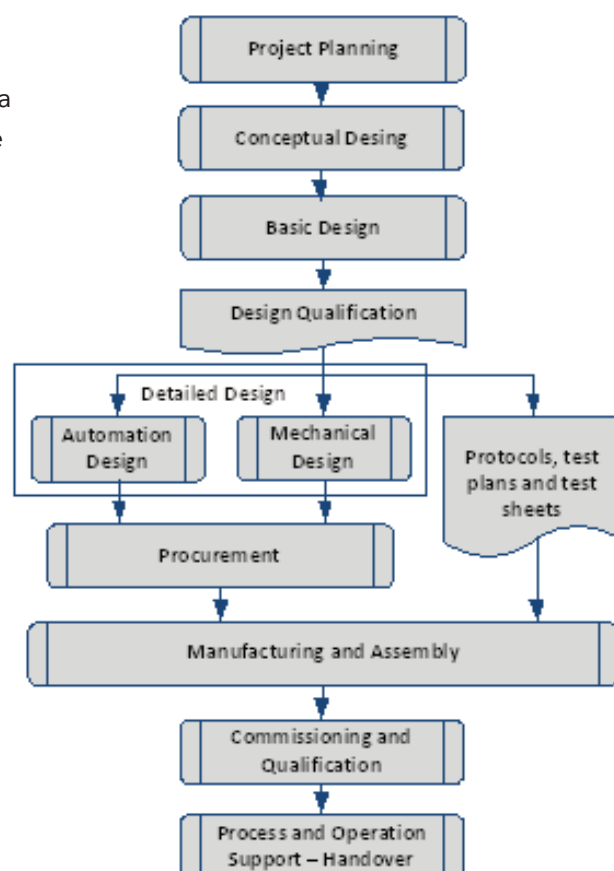 a
e
Project Planning
Conceptual Desing
Basic Design
Design Qualification
Detailed Design
Automation
Design
Mechanical
Design
Protocols, test
plans and test
sheets
Procurement
Manufacturing and Assembly
Commissioning and
Qualification
Process and Operation
Support – Handover